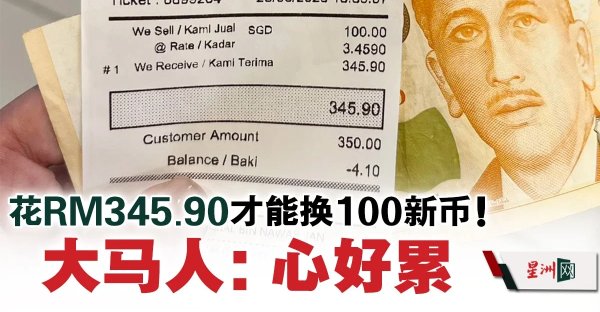 We Sell / Kami Jual SGD 100.00
@ Rate / Kadar 3.4590
# 1 We Receive / Kami Terima 345.90
345.90
Customer Amount 350.00
Balance / Baki -4.10
花RM345.90才能换100新币！
大马人：心好累
星洲网